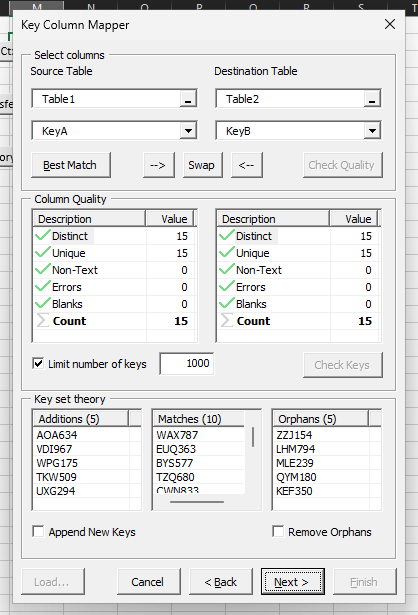 M N O P Q R S T
Key Column Mapper
Select columns
Source Table Destination Table
Table1 Table2
KeyA KeyB
Best Match --> Swap <-- Check Quality
Column Quality
Description Value Description Value
Distinct 15 Distinct 15
Unique 15 Unique 15
Non-Text 0 Non-Text 0
Errors 0 Errors 0
Blanks 0 Blanks 0
Count 15 Count 15
Limit number of keys 1000 Check Keys
Key set theory
Additions (5) Matches (10) Orphans (5)
AOA634 WAX787 ZZJ154
VDI967 EUQ363 LHM794
WPG175 BYS577 MLE239
TKW509 TZQ680 QYM180
UXG294 CWN833 KEF350
Append New Keys Remove Orphans
Load... Cancel < Back Next > Finish